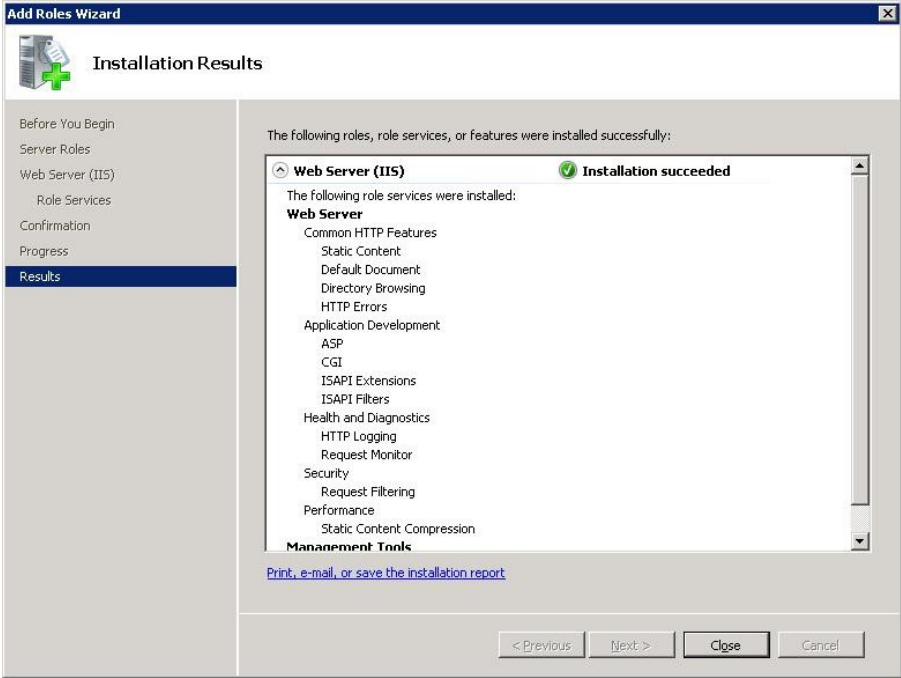 Add Roles Wizard
Installation Results
Before You Begin
Server Roles
Web Server (IIS)
Role Services
Confirmation
Progress
Results
The following roles, role services, or features were installed successfully:
Web Server (IIS) Installation succeeded
The following role services were installed:
Web Server
Common HTTP Features
Static Content
Default Document
Directory Browsing
HTTP Errors
Application Development
ASP
CGI
ISAPI Extensions
ISAPI Filters
Health and Diagnostics
HTTP Logging
Request Monitor
Security
Request Filtering
Performance
Static Content Compression
Management Tools
Print, e-mail, or save the installation report
< Previous Next > Close Cancel